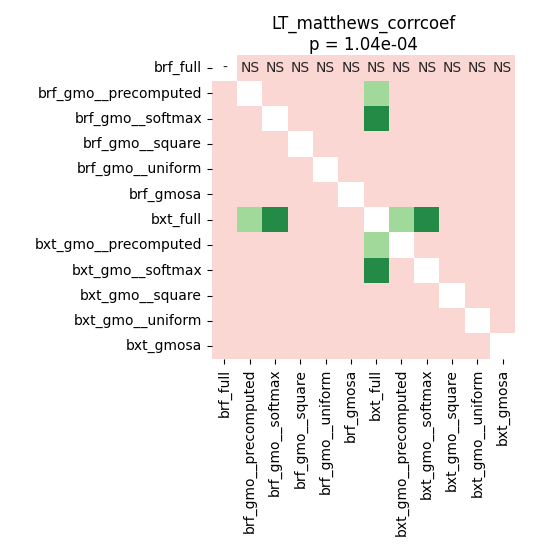 LT_matthews_corrcoef
p = 1.04e-04
brf_full - NS NS NS NS NS NS NS NS NS NS NS
brf_gmo__precomputed
brf_gmo__softmax
brf_gmo__square
brf_gmo__uniform
brf_gmosa
bxt_full
bxt_gmo__precomputed
bxt_gmo__softmax
bxt_gmo__square
bxt_gmo__uniform
bxt_gmosa
brf_full
brf_gmo__precomputed
brf_gmo__softmax
brf_gmo__square
brf_gmo__uniform
brf_gmosa
bxt_full
bxt_gmo__precomputed
bxt_gmo__softmax
bxt_gmo__square
bxt_gmo__uniform
bxt_gmosa